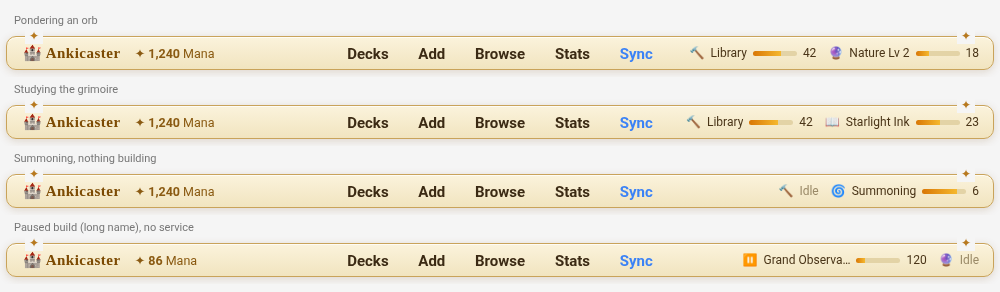 Pondering an orb
Ankicaster ✦ 1,240 Mana Decks Add Browse Stats Sync Library 42 Nature Lv 2 18
Studying the grimoire
Ankicaster ✦ 1,240 Mana Decks Add Browse Stats Sync Library 42 Starlight Ink 23
Summoning, nothing building
Ankicaster ✦ 1,240 Mana Decks Add Browse Stats Sync Idle Summoning 6
Paused build (long name), no service
Ankicaster ✦ 86 Mana Decks Add Browse Stats Sync Grand Observa... 120 Idle